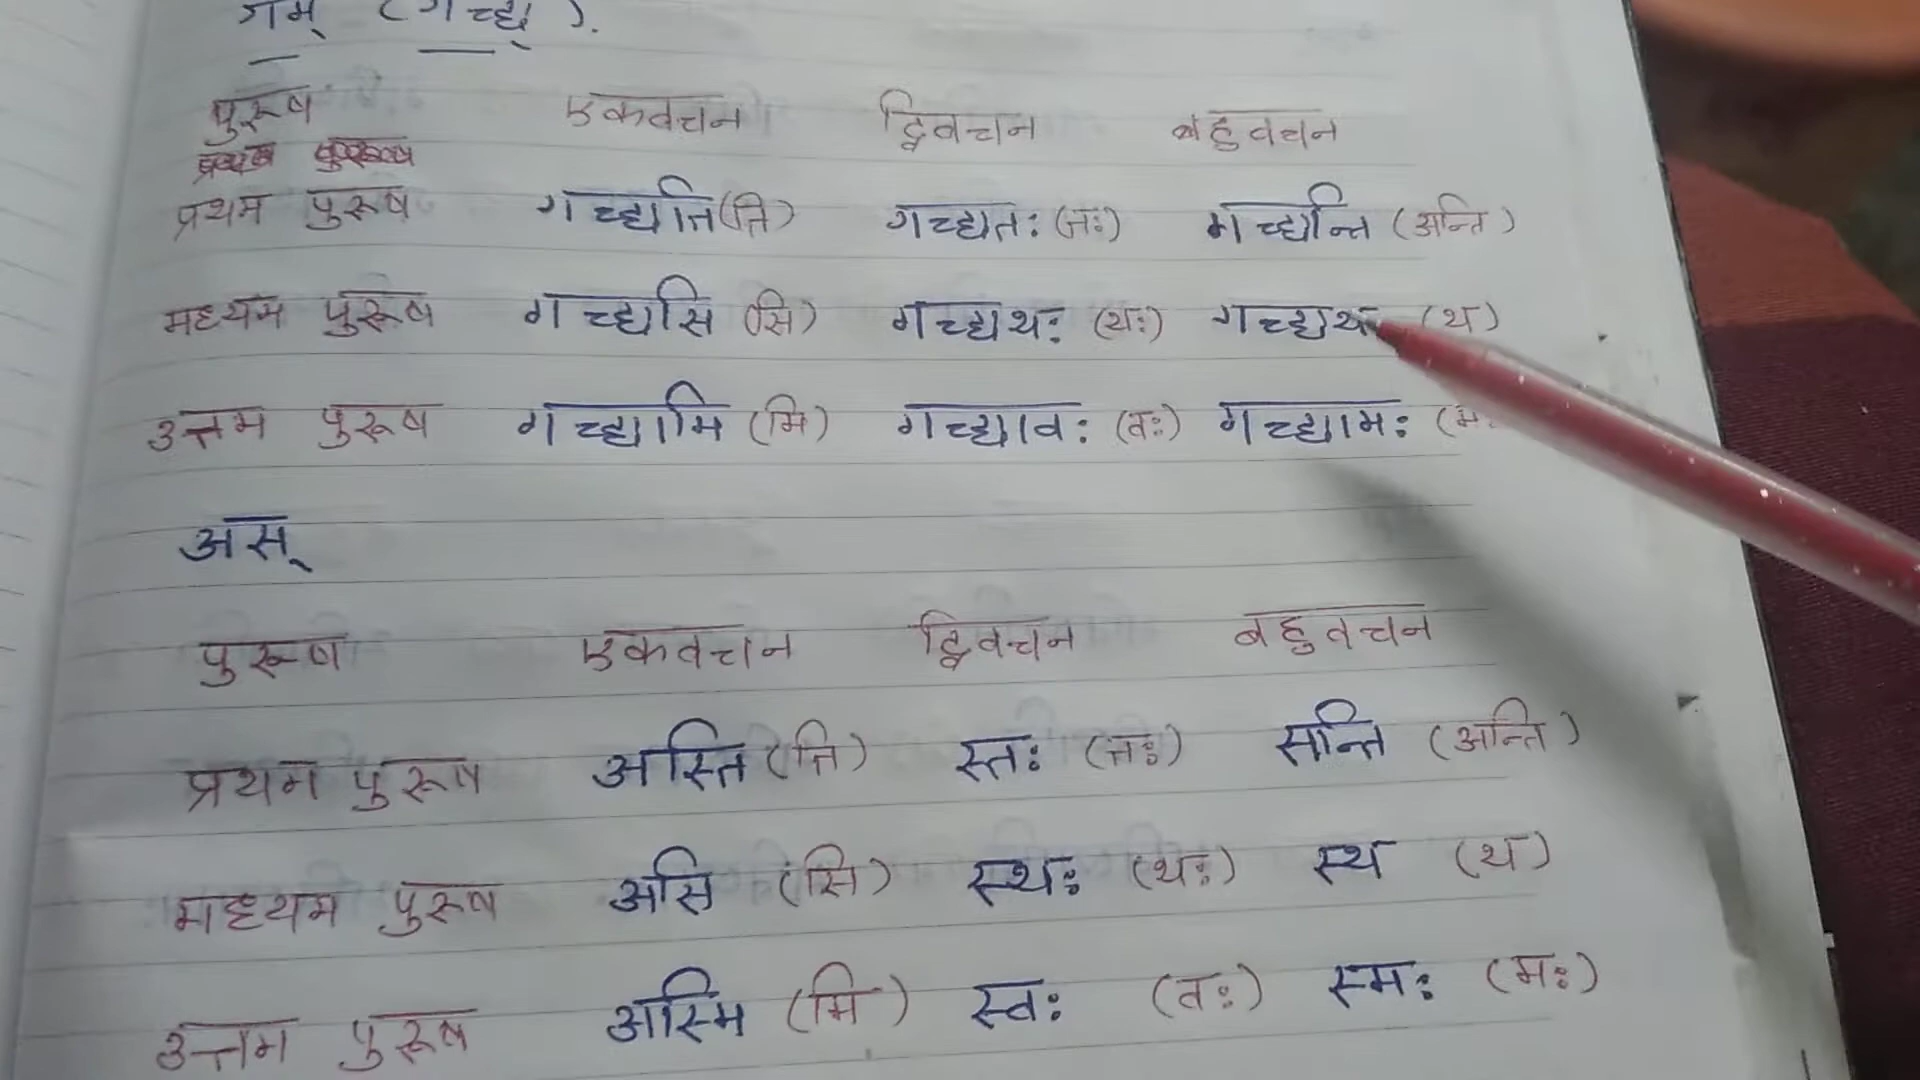 गम् (गच्छ्).
पुरूष एकवचन द्विवचन बहुवचन
प्रथम पुरूष
प्रथम पुरूष गच्छति (ति) गच्छतः (तः) गच्छन्ति (अन्ति)
मध्यम पुरूष गच्छसि (सि) गच्छथः (थः) गच्छथ (थ)
उत्तम पुरूष गच्छामि (मि) गच्छावः (वः) गच्छामः (मः
अस्
पुरूष एकवचन द्विवचन बहुवचन
प्रथम पुरूष अस्ति (ति) स्तः (तः) सन्ति (अन्ति)
मध्यम पुरूष असि (सि) स्थः (थः) स्थ (थ)
उत्तम पुरूष अस्मि (मि) स्वः (वः) स्मः (मः)